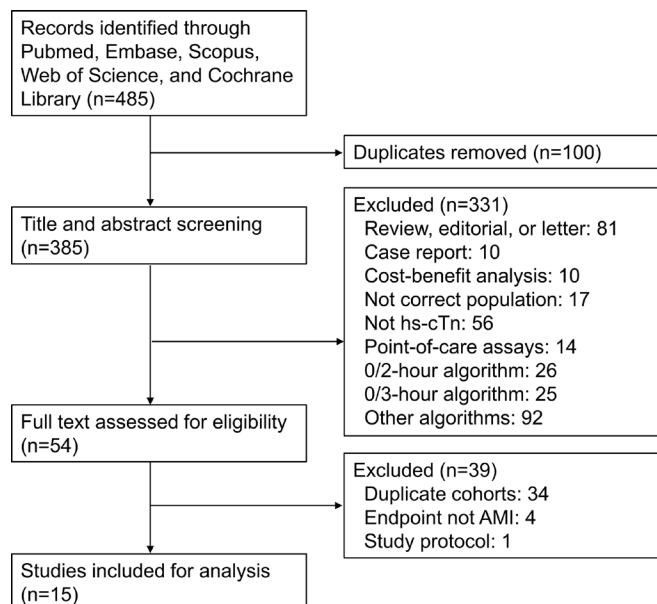 Records identified through
Pubmed, Embase, Scopus,
Web of Science, and Cochrane
Library (n=485)
Duplicates removed (n=100)
Title and abstract screening
(n=385)
Excluded (n=331)
Review, editorial, or letter: 81
Case report: 10
Cost-benefit analysis: 10
Not correct population: 17
Not hs-cTn: 56
Point-of-care assays: 14
0/2-hour algorithm: 26
0/3-hour algorithm: 25
Other algorithms: 92
Full text assessed for eligibility
(n=54)
Excluded (n=39)
Duplicate cohorts: 34
Endpoint not AMI: 4
Study protocol: 1
Studies included for analysis
(n=15)